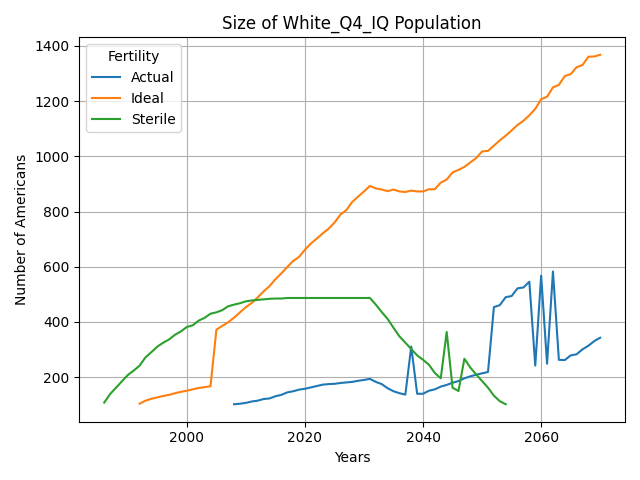 Size of White_Q4_IQ Population
Number of Americans
1400
1200
1000
800
600
400
200
Fertility
Actual
Ideal
Sterile
2000
2020
2040
2060
Years